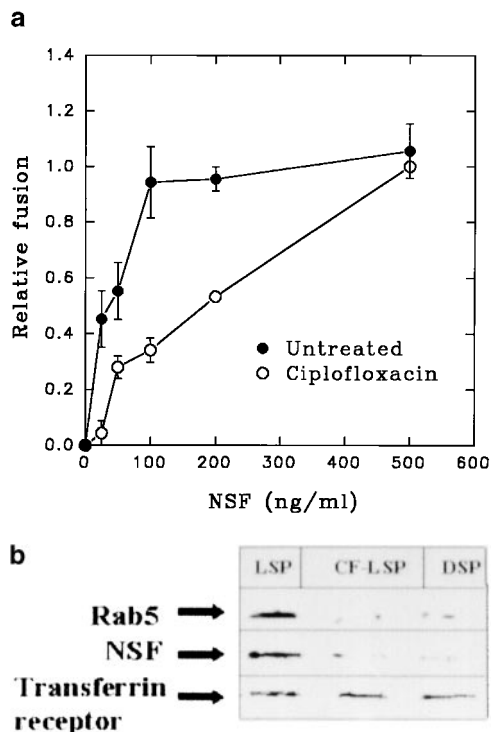 a
1.4
1.2
1.0
0.8
0.6
0.4
0.2
0.0
Relative fusion
Untreated
Ciplofloxacin
0 100 200 300 400 500 600
NSF (ng/ml)
b
LSP CF-LSP DSP
Rab5
NSF
Transferrin
receptor